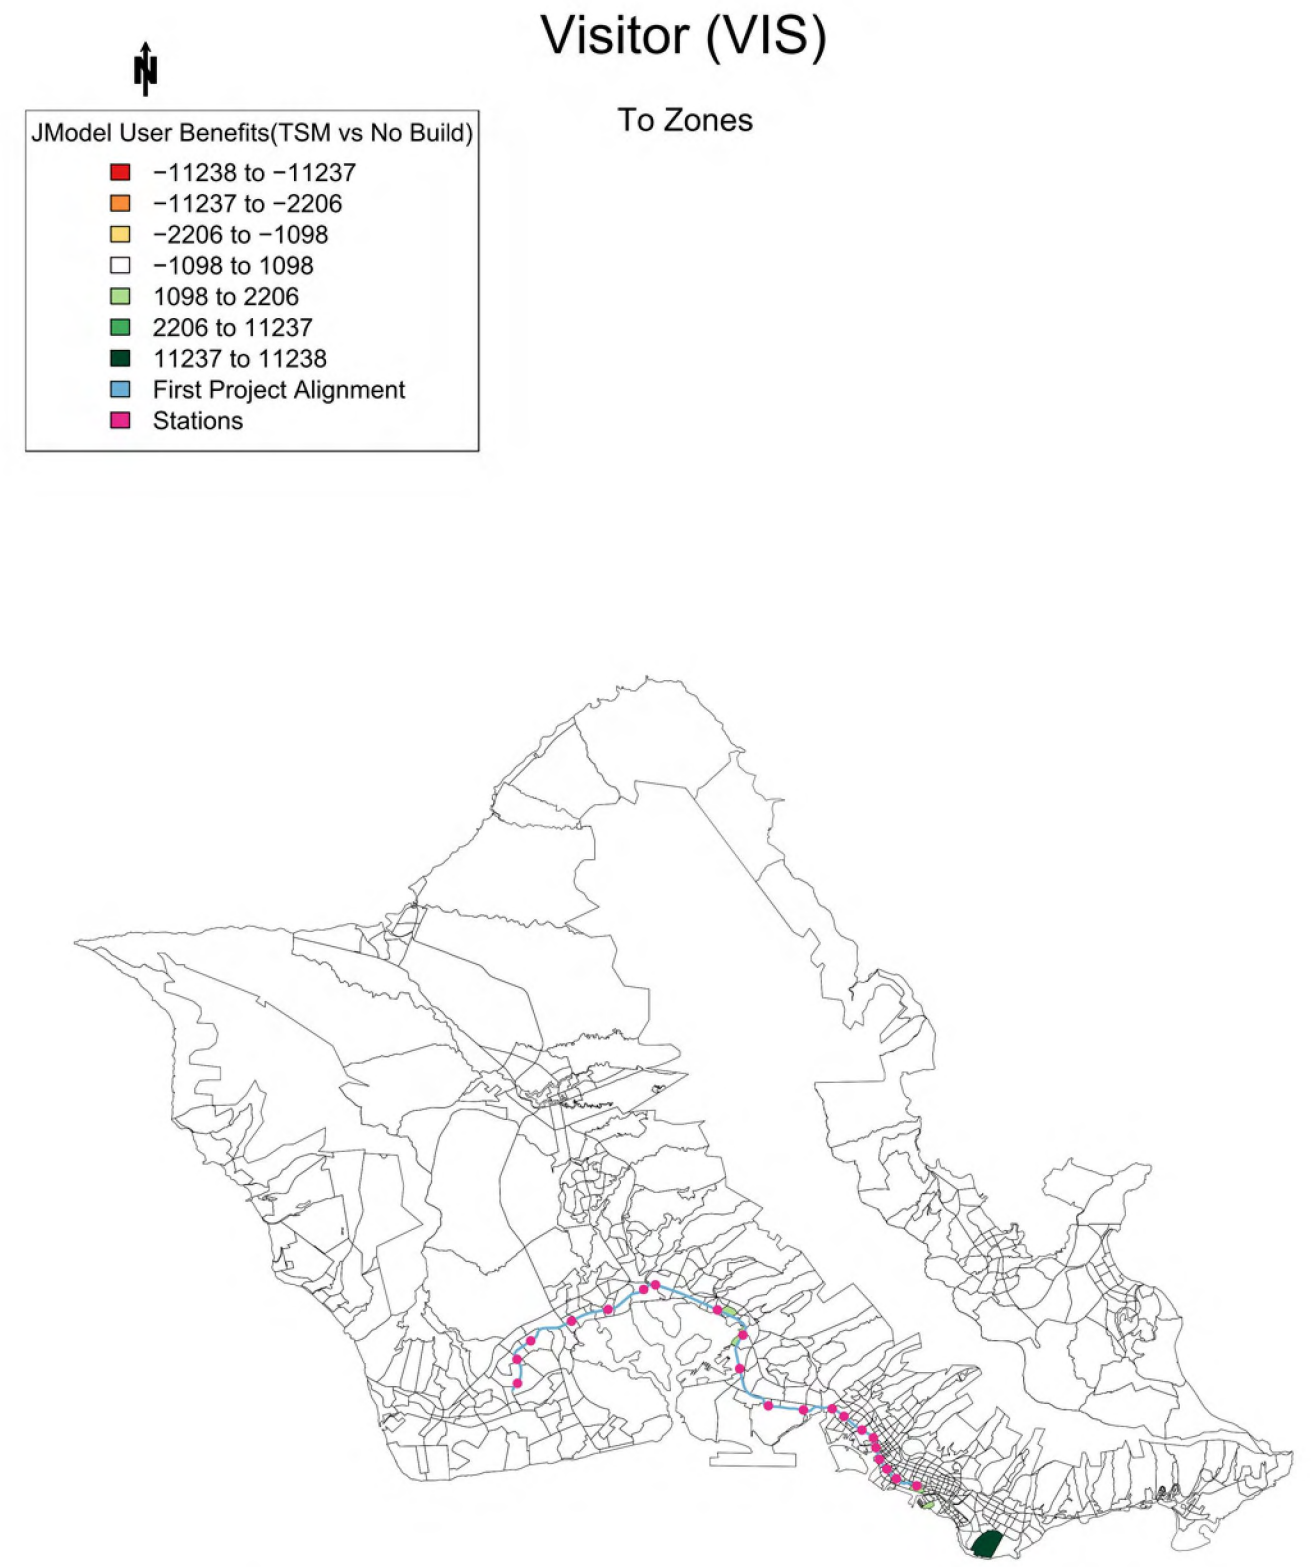 Visitor (VIS)
N
To Zones
JModel User Benefits(TSM vs No Build)
−11238 to −11237
−11237 to −2206
−2206 to −1098
−1098 to 1098
1098 to 2206
2206 to 11237
11237 to 11238
First Project Alignment
Stations